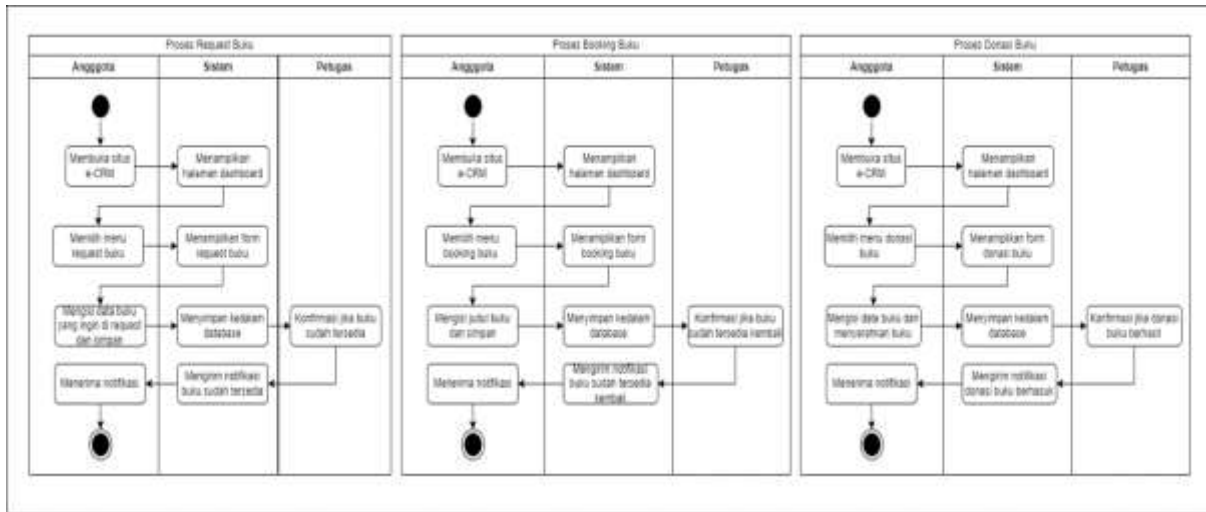 Proses Request Buku
Angggota
Sistem
Petugas
Membuka situs
e-CRM
Menampilkan
halaman dashboard
Memilih menu
request buku
Menampilkan form
request buku
Mengisi data buku
yang ingin di request
dan simpan
Menyimpan kedalam
database
Konfirmasi jika buku
sudah tersedia
Menerima notifikasi
Mengirim notifikasi
buku sudah tersedia
Proses Booking Buku
Angggota
Sistem
Petugas
Membuka situs
e-CRM
Menampilkan
halaman dashboard
Memilih menu
booking buku
Menampilkan form
booking buku
Mengisi judul buku
dan simpan
Menyimpan kedalam
database
Konfirmasi jika buku
sudah tersedia kembali
Menerima notifikasi
Mengirim notifikasi
buku sudah tersedia
kembali
Proses Donasi Buku
Angggota
Sistem
Petugas
Membuka situs
e-CRM
Menampilkan
halaman dashboard
Memilih menu donasi
buku
Menampilkan form
donasi buku
Mengisi data buku dan
menyerahkan buku
Menyimpan kedalam
database
Konfirmasi jika donasi
buku berhasil
Menerima notifikasi
Mengirim notifikasi
donasi buku